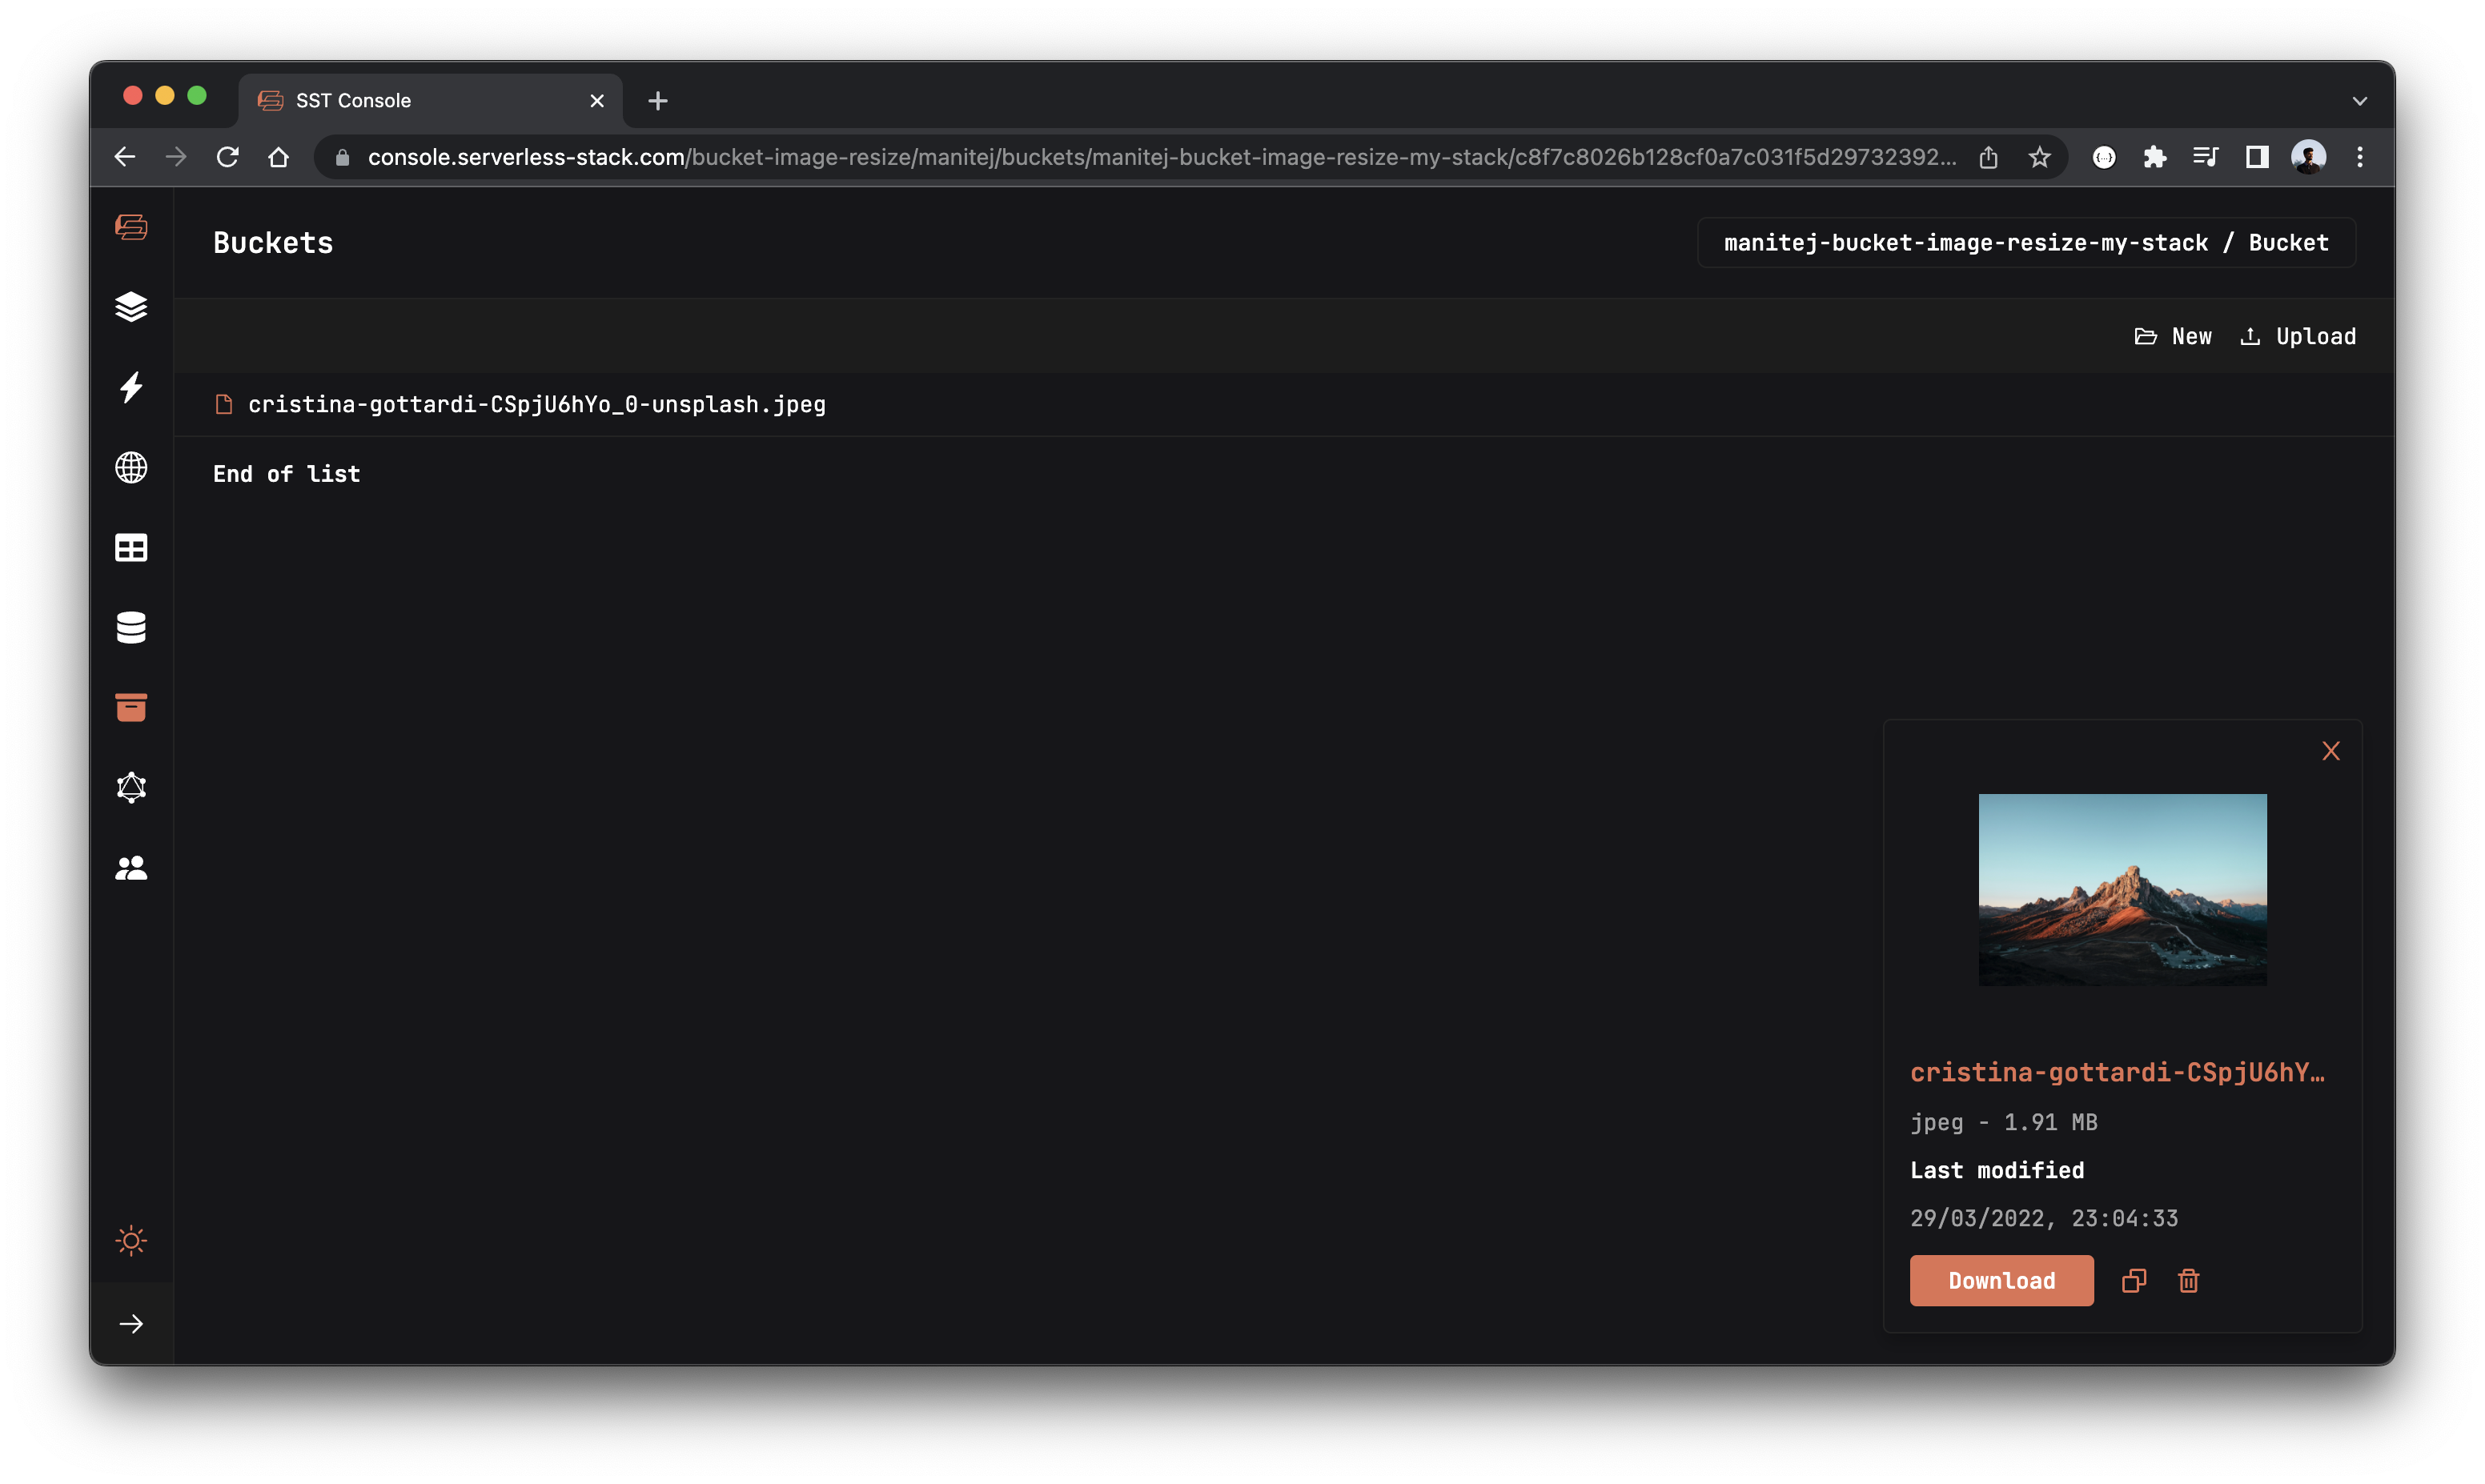 SST Console
console.serverless-stack.com/bucket-image-resize/manitej/buckets/manitej-bucket-image-resize-my-stack/c8f7c8026b128cf0a7c031f5d29732392...
Buckets
manitej-bucket-image-resize-my-stack / Bucket
New
Upload
cristina-gottardi-CSpjU6hYo_0-unsplash.jpeg
End of list
cristina-gottardi-CSpjU6hY...
jpeg - 1.91 MB
Last modified
29/03/2022, 23:04:33
Download